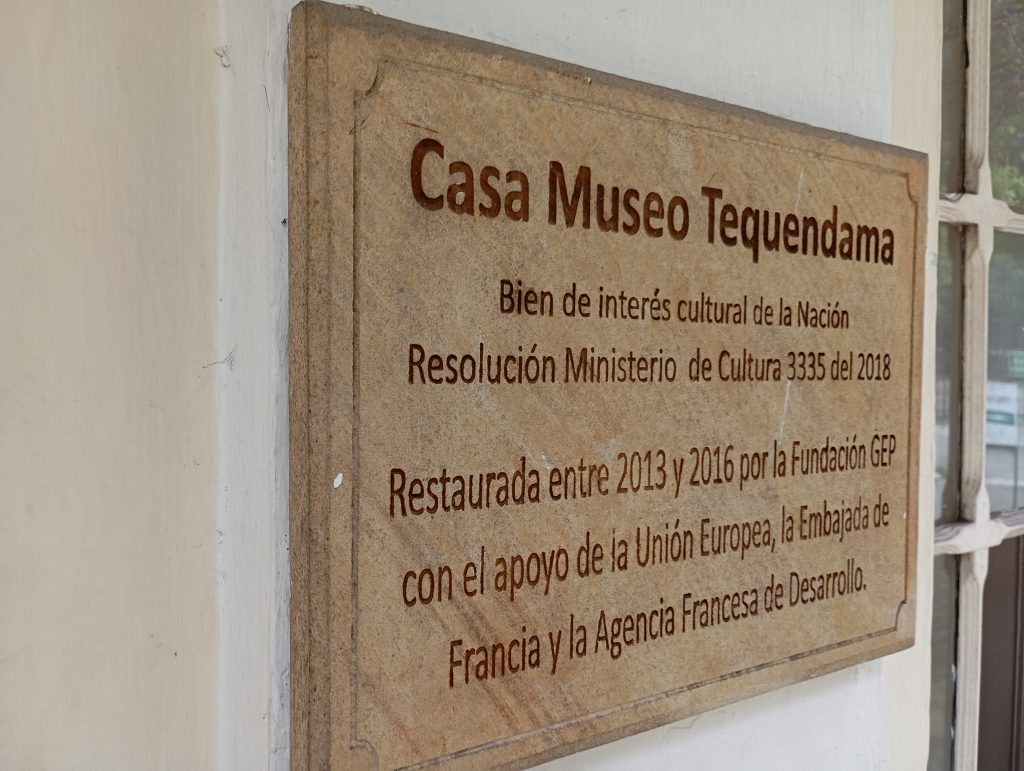 Casa Museo Tequendama
Bien de interés cultural de la Nación
Resolución Ministerio de Cultura 3335 del 2018
Restaurada entre 2013 y 2016 por la Fundación GEP
con el apoyo de la Unión Europea, la Embajada de
Francia y la Agencia Francesa de Desarrollo.